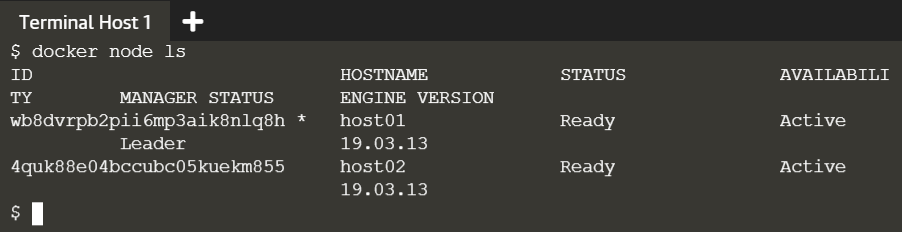 Terminal Host 1 +
$ docker node ls
ID HOSTNAME STATUS AVAILABILI
TY MANAGER STATUS ENGINE VERSION
wb8dvrpb2pii6mp3aik8nlq8h * host01 Ready Active
Leader 19.03.13
4quk88e04bccubc05kuekm855 host02 Ready Active
19.03.13
$